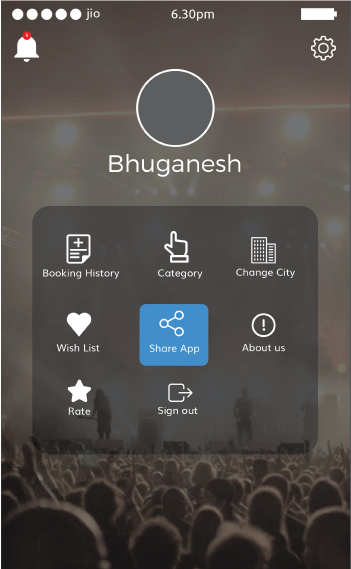 jio 6.30pm
Bhuganesh
Booking History Category Change City
Wish List Share App About us
Rate Sign out